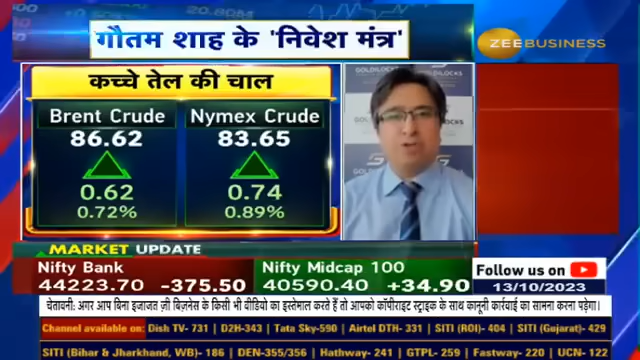 गौतम शाह के 'निवेश मंत्र'
ZEE BUSINESS
कच्चे तेल की चाल
Brent Crude
86.62
0.62
0.72%
Nymex Crude
83.65
0.74
0.89%
GOLDILOCKS
MARKET UPDATE
Nifty Bank
44223.70 -375.50
Nifty Midcap 100
40590.40 +34.90
Follow us on
13/10/2023
चेतावनी: अगर आप बिना इजाजत ज़ी बिज़नेस के किसी भी वीडियो का इस्तेमाल करते हैं तो आपको कॉपीराइट स्ट्राइक के साथ कानूनी कार्रवाई का सामना करना पड़ेगा।
Channel available on: Dish TV- 731 | D2H-343 | Tata Sky-590 | Airtel DTH- 331 | SITI (ROI)- 404 | SITI (Gujarat)- 429
SITI (Bihar & Jharkhand, WB)- 186 | DEN-355/356 | Hathway- 241 | GTPL- 259 | Fastway- 220 | UCN- 122